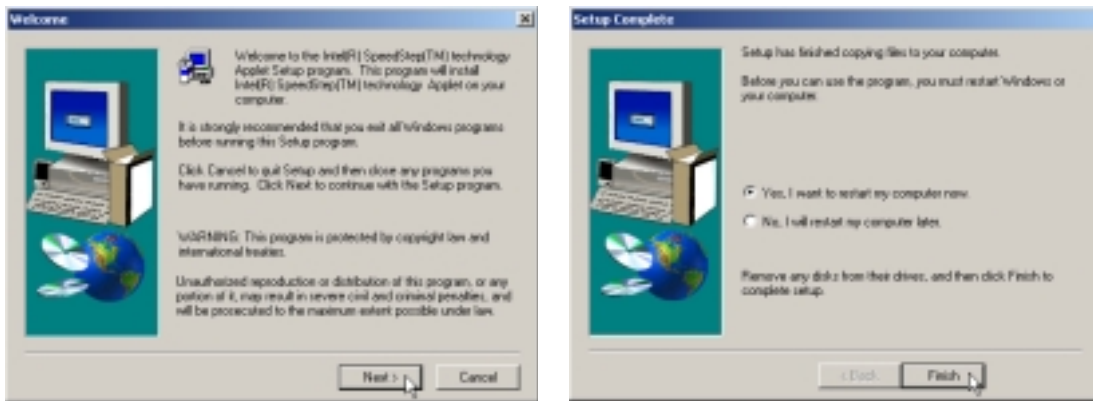 Welcome
Welcome to the Intel(R) SpeedStep(TM) technology
Applet Setup program. This program will install
Intel(R) SpeedStep(TM) technology Applet on your
computer.
It is strongly recommended that you exit all Windows programs
before running this Setup program.
Click Cancel to quit Setup and then close any programs you
have running. Click Next to continue with the Setup program.
WARNING: This program is protected by copyright law and
international treaties.
Unauthorized reproduction or distribution of this program, or any
portion of it, may result in severe civil and criminal penalties, and
will be prosecuted to the maximum extent possible under law.
Next >
Cancel
Setup Complete
Setup has finished copying files to your computer.
Before you can use the program, you must restart Windows or
your computer.
Yes, I want to restart my computer now.
No, I will restart my computer later.
Remove any disks from their drives, and then click Finish to
complete setup.
< Back
Finish